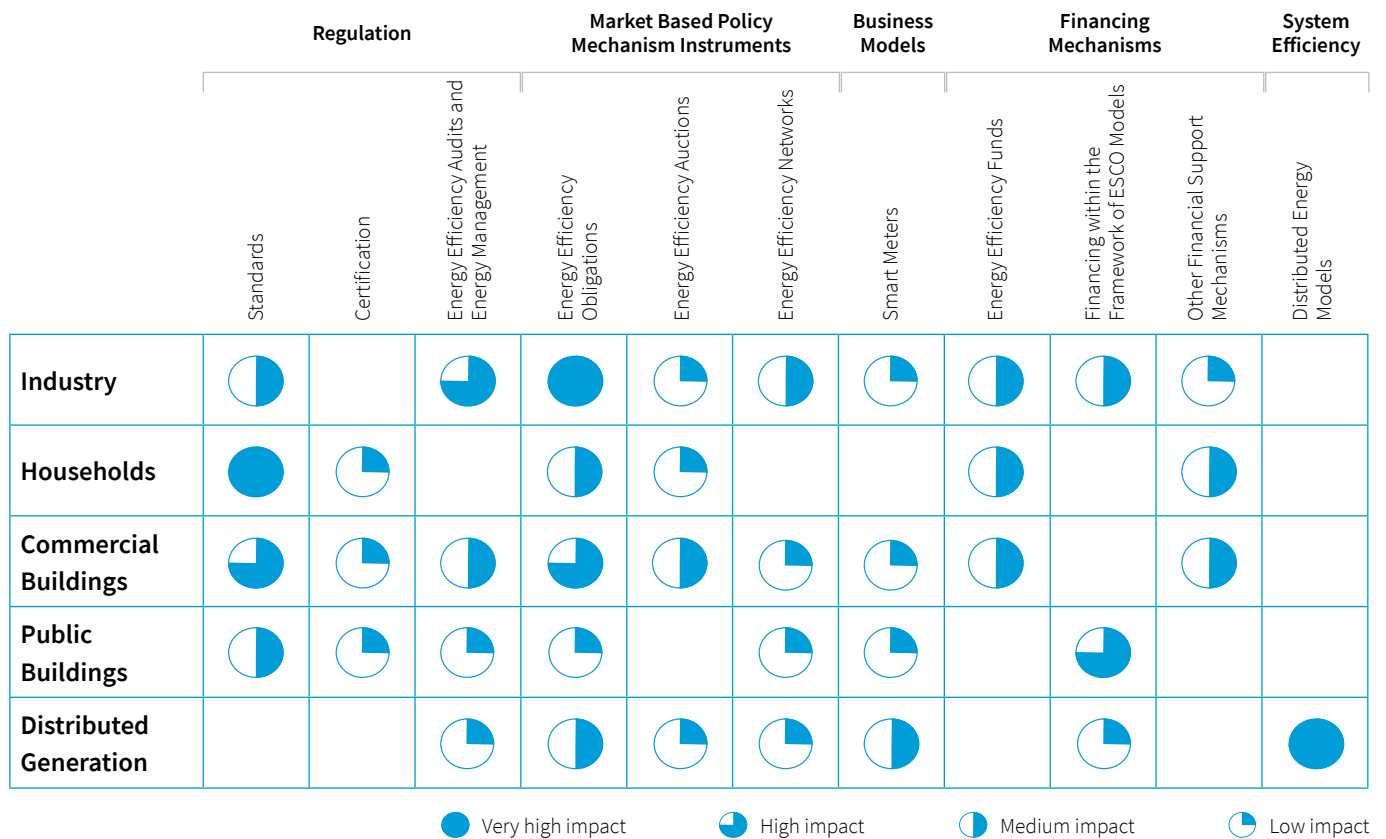 Regulation
Market Based Policy
Mechanism Instruments
Business
Models
Financing
Mechanisms
System
Efficiency
Standards
Certification
Energy Efficiency Audits and
Energy Management
Energy Efficiency
Obligations
Energy Efficiency Auctions
Energy Efficiency Networks
Smart Meters
Energy Efficiency Funds
Financing within the
Framework of ESCO Models
Other Financial Support
Mechanisms
Distributed Energy
Models
Industry
Households
Commercial
Buildings
Public
Buildings
Distributed
Generation
Very high impact
High impact
Medium impact
Low impact